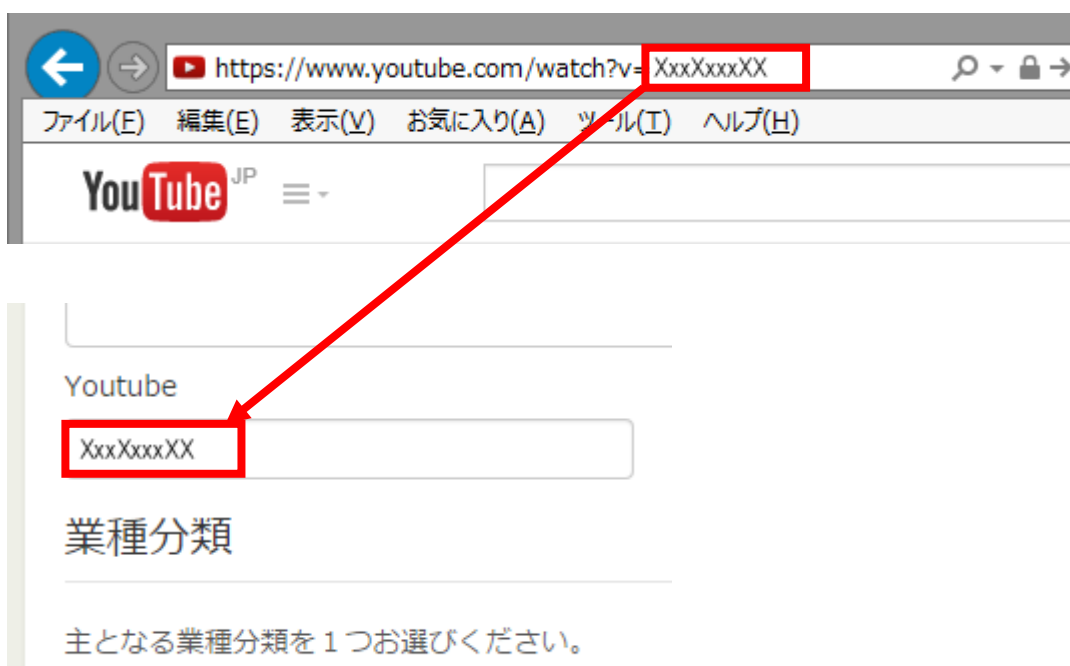 https://www.youtube.com/watch?v= XxxXxxxXX
ファイル(F) 編集(E) 表示(V) お気に入り(A) ツール(T) ヘルプ(H)
YouTube JP
Youtube
XxxXxxxXX
業種分類
主となる業種分類を１つお選びください。